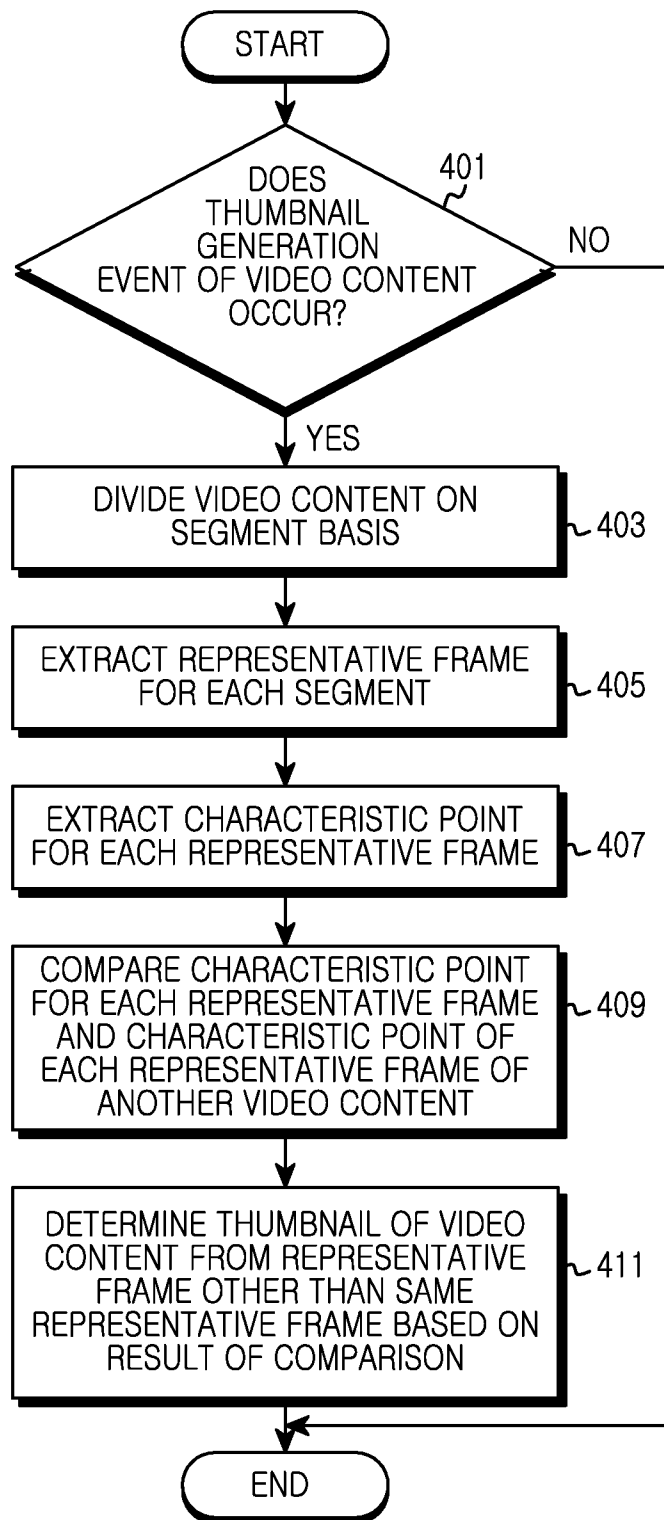 START
401
DOES
THUMBNAIL
GENERATION
EVENT OF VIDEO CONTENT
OCCUR?
NO
YES
DIVIDE VIDEO CONTENT ON
SEGMENT BASIS
403
EXTRACT REPRESENTATIVE FRAME
FOR EACH SEGMENT
405
EXTRACT CHARACTERISTIC POINT
FOR EACH REPRESENTATIVE FRAME
407
COMPARE CHARACTERISTIC POINT
FOR EACH REPRESENTATIVE FRAME
AND CHARACTERISTIC POINT OF
EACH REPRESENTATIVE FRAME OF
ANOTHER VIDEO CONTENT
409
DETERMINE THUMBNAIL OF VIDEO
CONTENT FROM REPRESENTATIVE
FRAME OTHER THAN SAME
REPRESENTATIVE FRAME BASED ON
RESULT OF COMPARISON
411
END